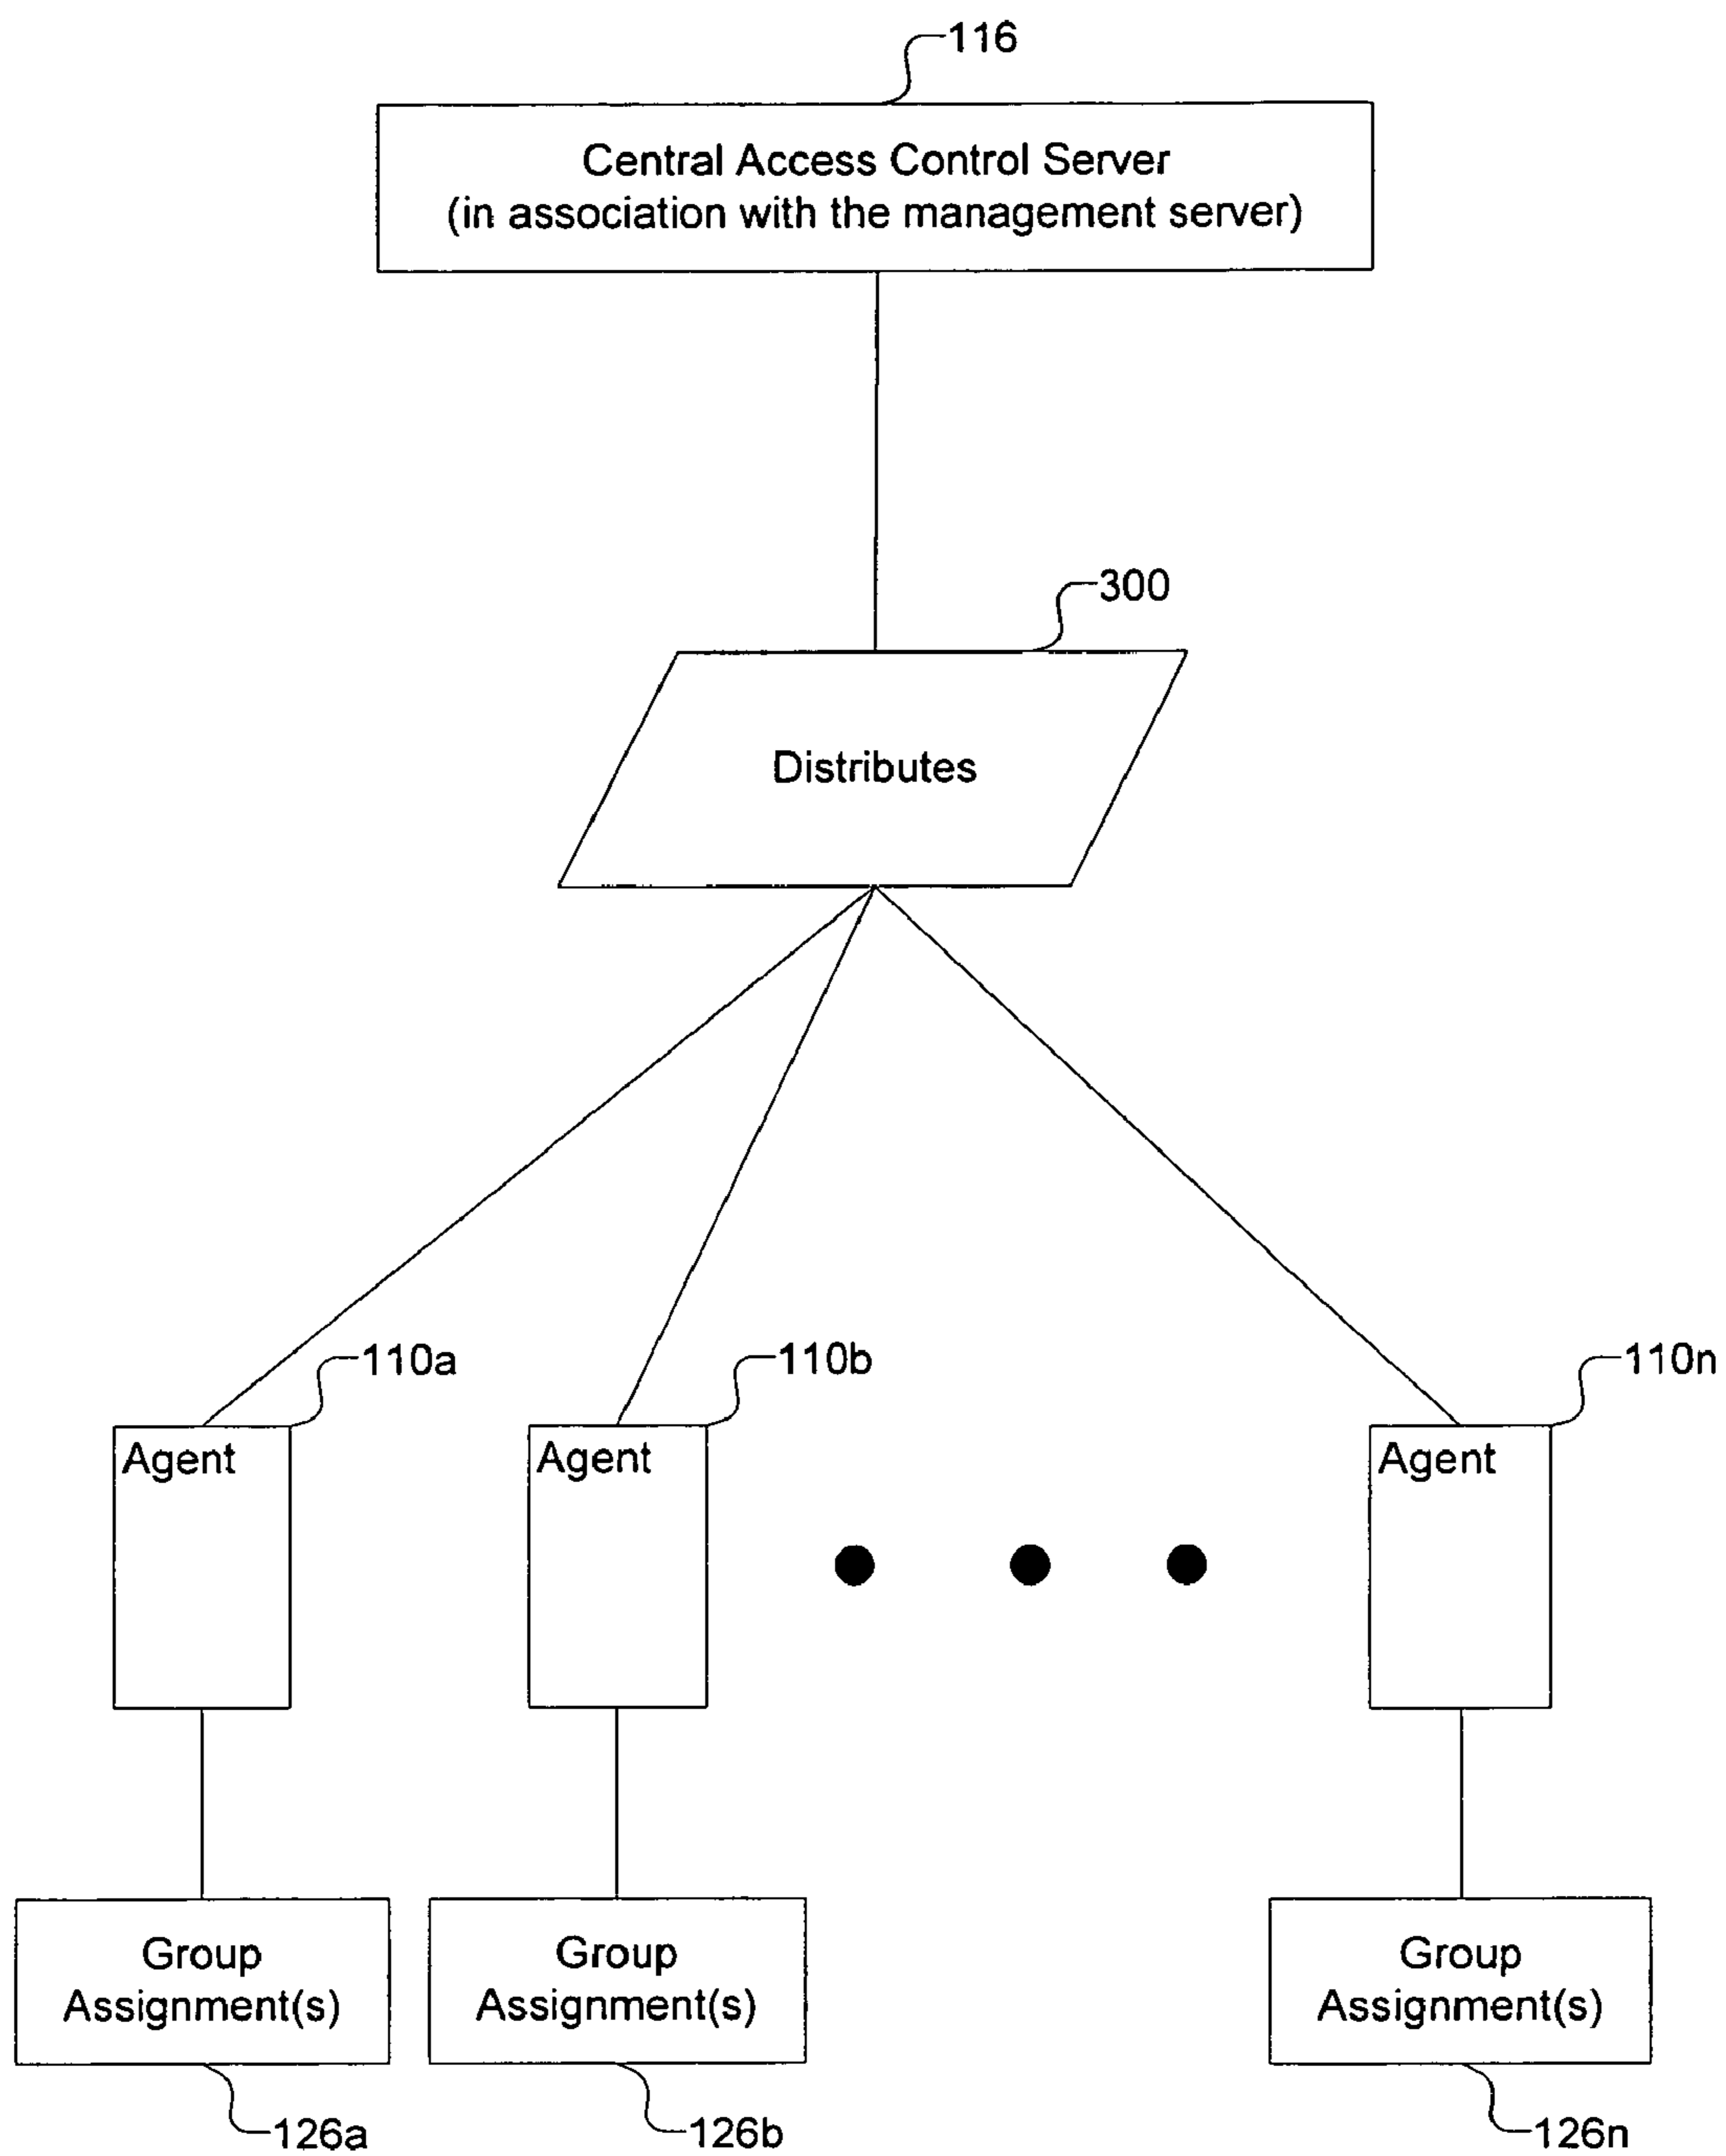 116
Central Access Control Server
(in association with the management server)
300
Distributes
110a
110b
110n
Agent
Agent
Agent
Group
Assignment(s)
Group
Assignment(s)
Group
Assignment(s)
126a
126b
126n